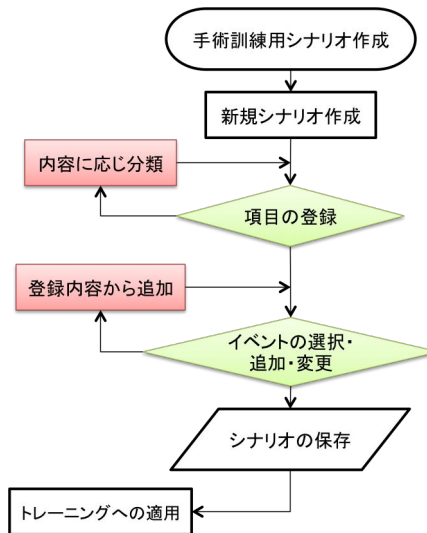 手術訓練用シナリオ作成
新規シナリオ作成
内容に応じ分類
項目の登録
登録内容から追加
イベントの選択・
追加・変更
シナリオの保存
トレーニングへの適用